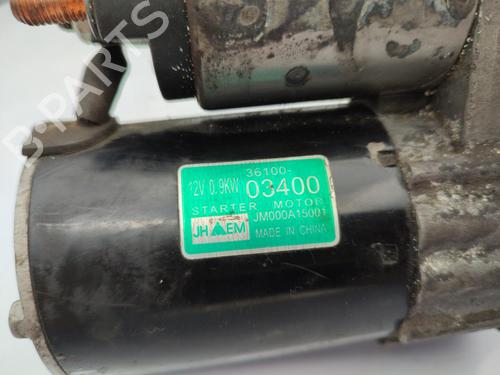 36100-
12V 0.9KW 03400
STARTER MOTOR
JH EM JM000A15001
MADE IN CHINA
B-PARTS